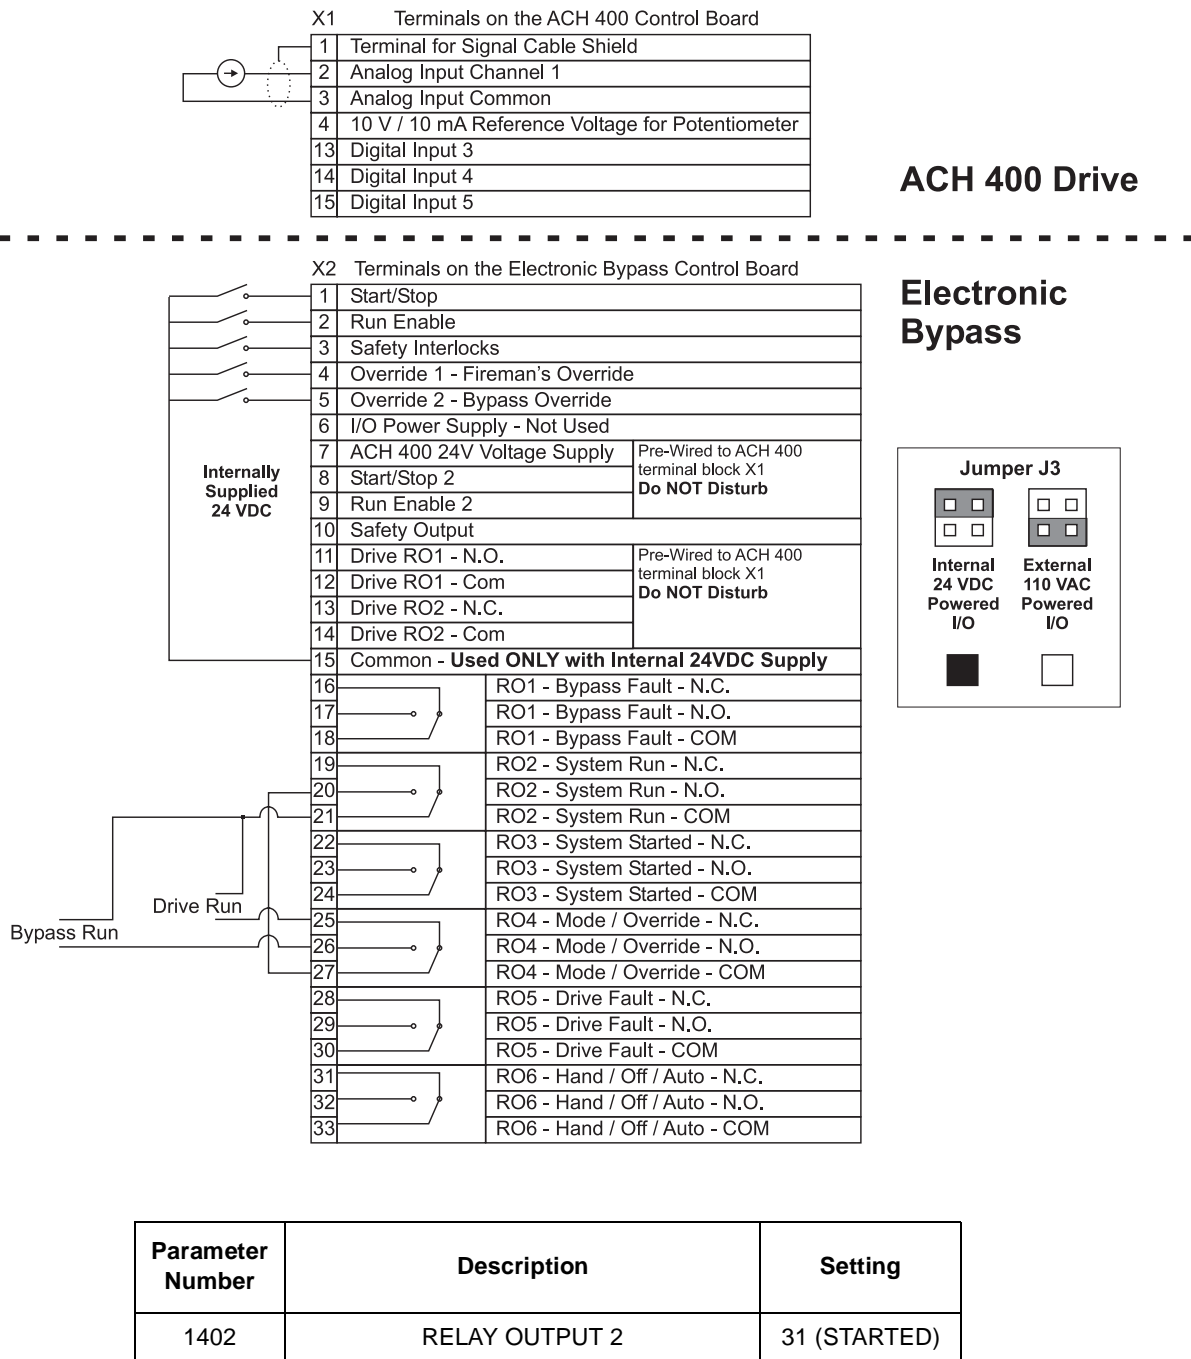 X1 Terminals on the ACH 400 Control Board
1 Terminal for Signal Cable Shield
2 Analog Input Channel 1
3 Analog Input Common
4 10 V / 10 mA Reference Voltage for Potentiometer
13 Digital Input 3
14 Digital Input 4
15 Digital Input 5
ACH 400 Drive
X2 Terminals on the Electronic Bypass Control Board
Electronic
Bypass
1 Start/Stop
2 Run Enable
3 Safety Interlocks
4 Override 1 - Fireman's Override
5 Override 2 - Bypass Override
6 I/O Power Supply - Not Used
7 ACH 400 24V Voltage Supply
8 Start/Stop 2
9 Run Enable 2
Pre-Wired to ACH 400
terminal block X1
Do NOT Disturb
Internally
Supplied
24 VDC
10 Safety Output
11 Drive RO1 - N.O.
12 Drive RO1 - Com
13 Drive RO2 - N.C.
14 Drive RO2 - Com
Pre-Wired to ACH 400
terminal block X1
Do NOT Disturb
15 Common - Used ONLY with Internal 24VDC Supply
16 RO1 - Bypass Fault - N.C.
17 RO1 - Bypass Fault - N.O.
18 RO1 - Bypass Fault - COM
19 RO2 - System Run - N.C.
20 RO2 - System Run - N.O.
21 RO2 - System Run - COM
22 RO3 - System Started - N.C.
23 RO3 - System Started - N.O.
24 RO3 - System Started - COM
25 RO4 - Mode / Override - N.C.
26 RO4 - Mode / Override - N.O.
27 RO4 - Mode / Override - COM
28 RO5 - Drive Fault - N.C.
29 RO5 - Drive Fault - N.O.
30 RO5 - Drive Fault - COM
31 RO6 - Hand / Off / Auto - N.C.
32 RO6 - Hand / Off / Auto - N.O.
33 RO6 - Hand / Off / Auto - COM
Drive Run
Bypass Run
Jumper J3
Internal
24 VDC
Powered
I/O
External
110 VAC
Powered
I/O
Parameter
Number
Description
Setting
1402 RELAY OUTPUT 2 31 (STARTED)